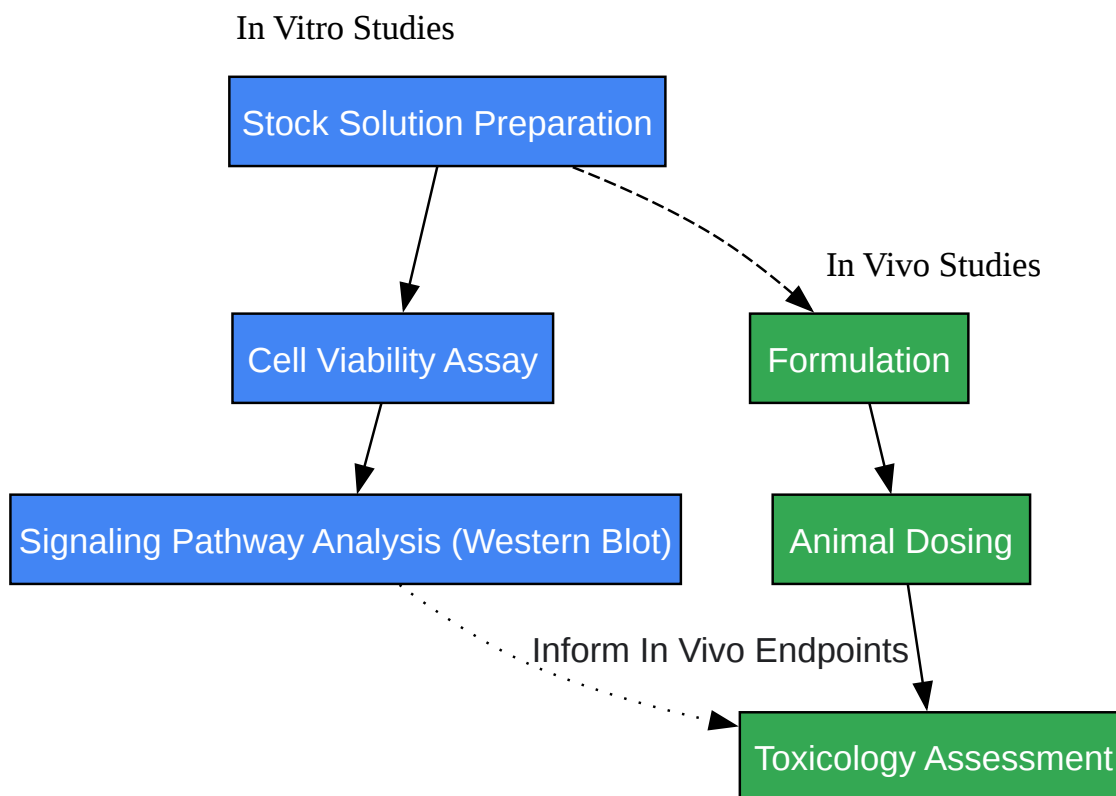 In Vitro Studies
Stock Solution Preparation
In Vivo Studies
Cell Viability Assay
Formulation
Signaling Pathway Analysis (Western Blot)
Animal Dosing
Inform In Vivo Endpoints
Toxicology Assessment